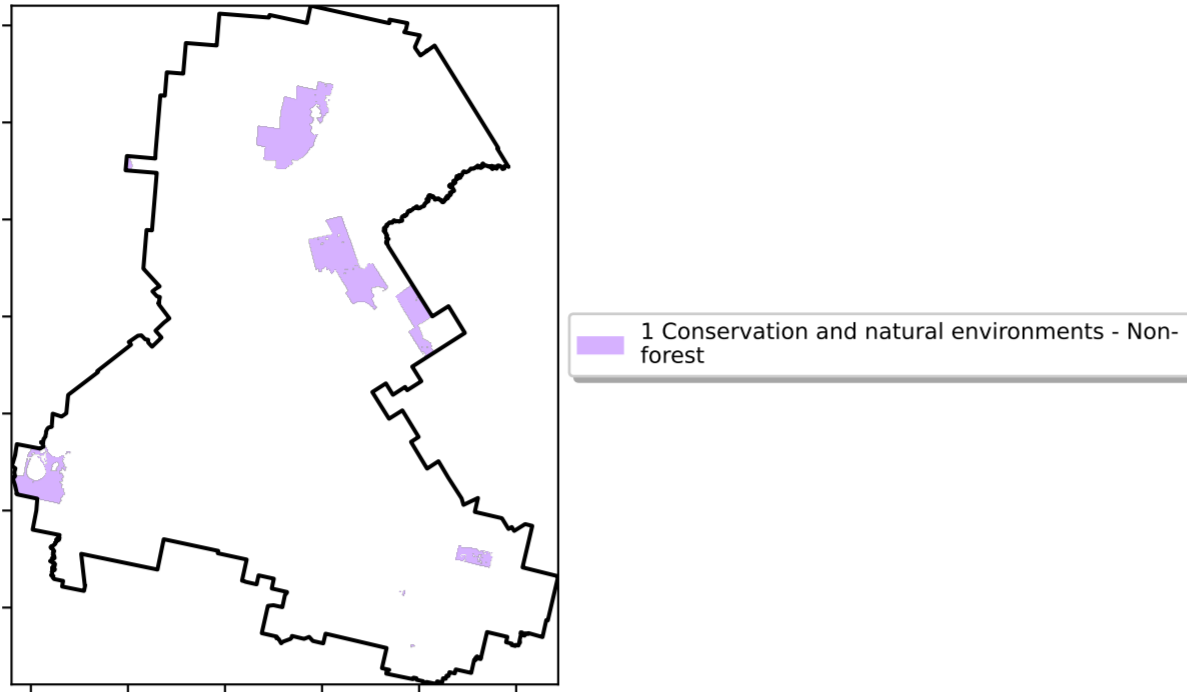 1 Conservation and natural environments - Non-
forest